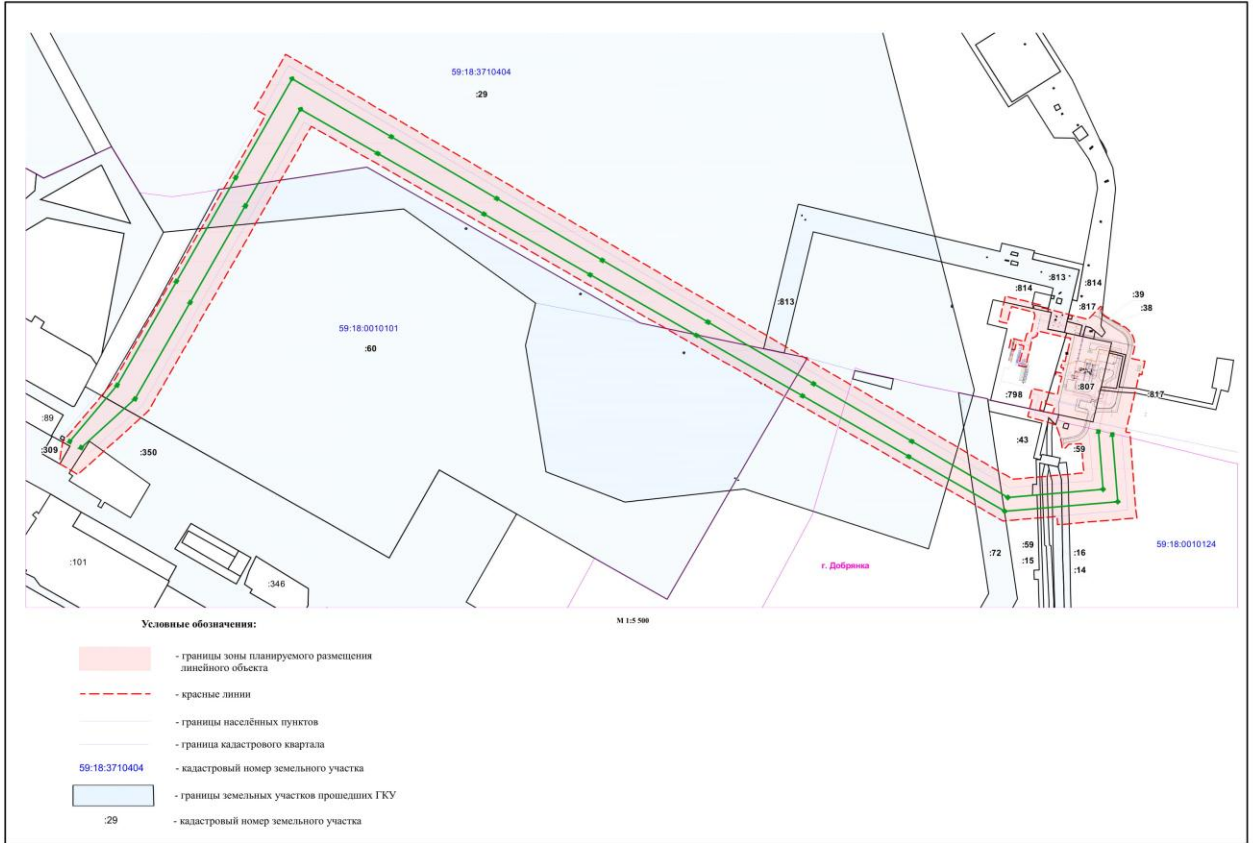 59:18:3710404
:29
:813
:814
:814
:39
:817
:38
:813
59:18:0010101
:60
:807
:798
:817
:89
:43
:309
:350
:59
59:18:0010124
:72
:59
:16
:15
:14
:101
г. Добрянка
:346
Условные обозначения:
М 1:5 500
- границы зоны планируемого размещения
линейного объекта
- красные линии
- границы населённых пунктов
- граница кадастрового квартала
59:18:3710404 - кадастровый номер земельного участка
- границы земельных участков прошедших ГКУ
:29 - кадастровый номер земельного участка